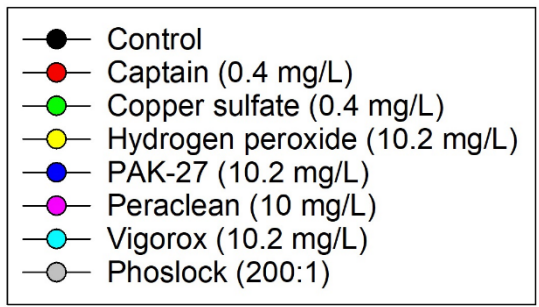 Control
Captain (0.4 mg/L)
Copper sulfate (0.4 mg/L)
Hydrogen peroxide (10.2 mg/L)
PAK-27 (10.2 mg/L)
Peraclean (10 mg/L)
Vigorox (10.2 mg/L)
Phoslock (200:1)